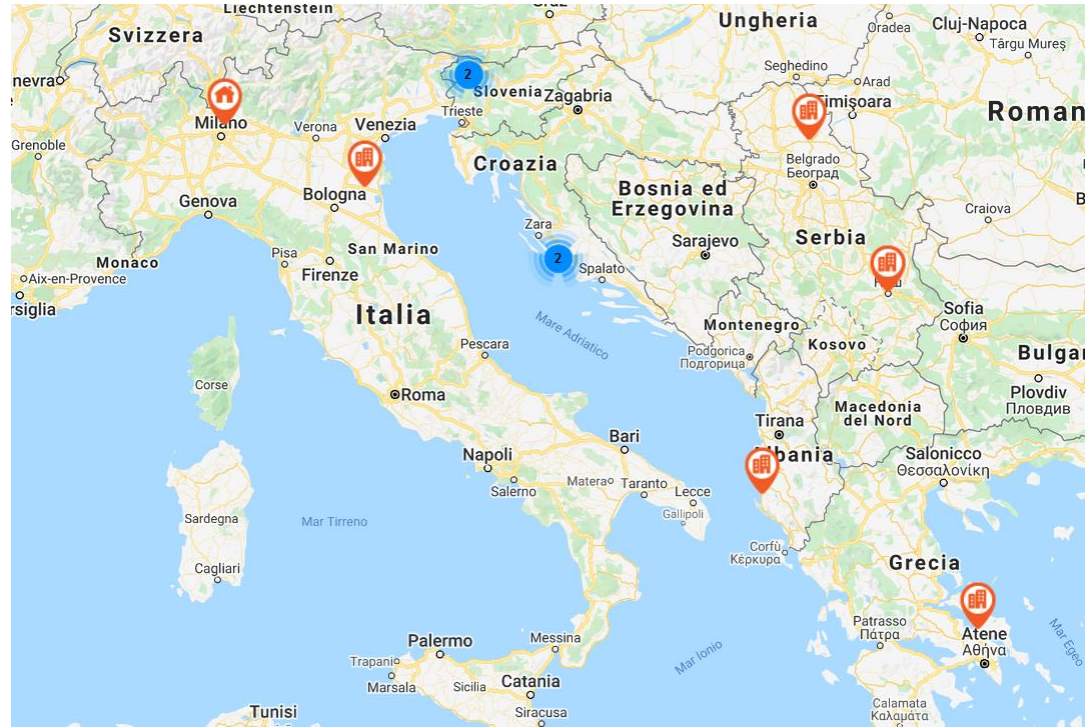 Liechtenstein
Graz
Ungheria
Oradea
Cluj-Napoca
Svizzera
Târgu Mureș
Seghedino
Arad
Ginevra
2
Slovenia
Zagabria
Timișoara
Roman
Milano
Verona
Venezia
Trieste
Grenoble
Croazia
Belgrado
Београд
Bologna
Bosnia ed
Erzegovina
Genova
Craiova
B
Zara
Serbia
Pisa
San Marino
Sarajevo
Monaco
Firenze
2
Spalato
Aix-en-Provence
rsiglia
Sofia
София
Italia
Mare Adriatico
Montenegro
Kosovo
Pescara
Podgorica
Подгорица
Bulgar
Corse
Roma
Plovdiv
Пловдив
Macedonia
del Nord
Tirana
Bari
Albania
Napoli
Salonicco
Θεσσαλονίκη
Matera
Taranto
Lecce
Salerno
Gallipoli
Sardegna
Mar Tirreno
Corfù
Κέρκυρα
Cagliari
Grecia
Patrasso
Πάτρα
Atene
Αθήνα
Mar Egeo
Palermo
Messina
Mar Ionio
Trapani
Marsala
Sicilia
Catania
Calamata
Καλαμάτα
Tunisi
Siracusa